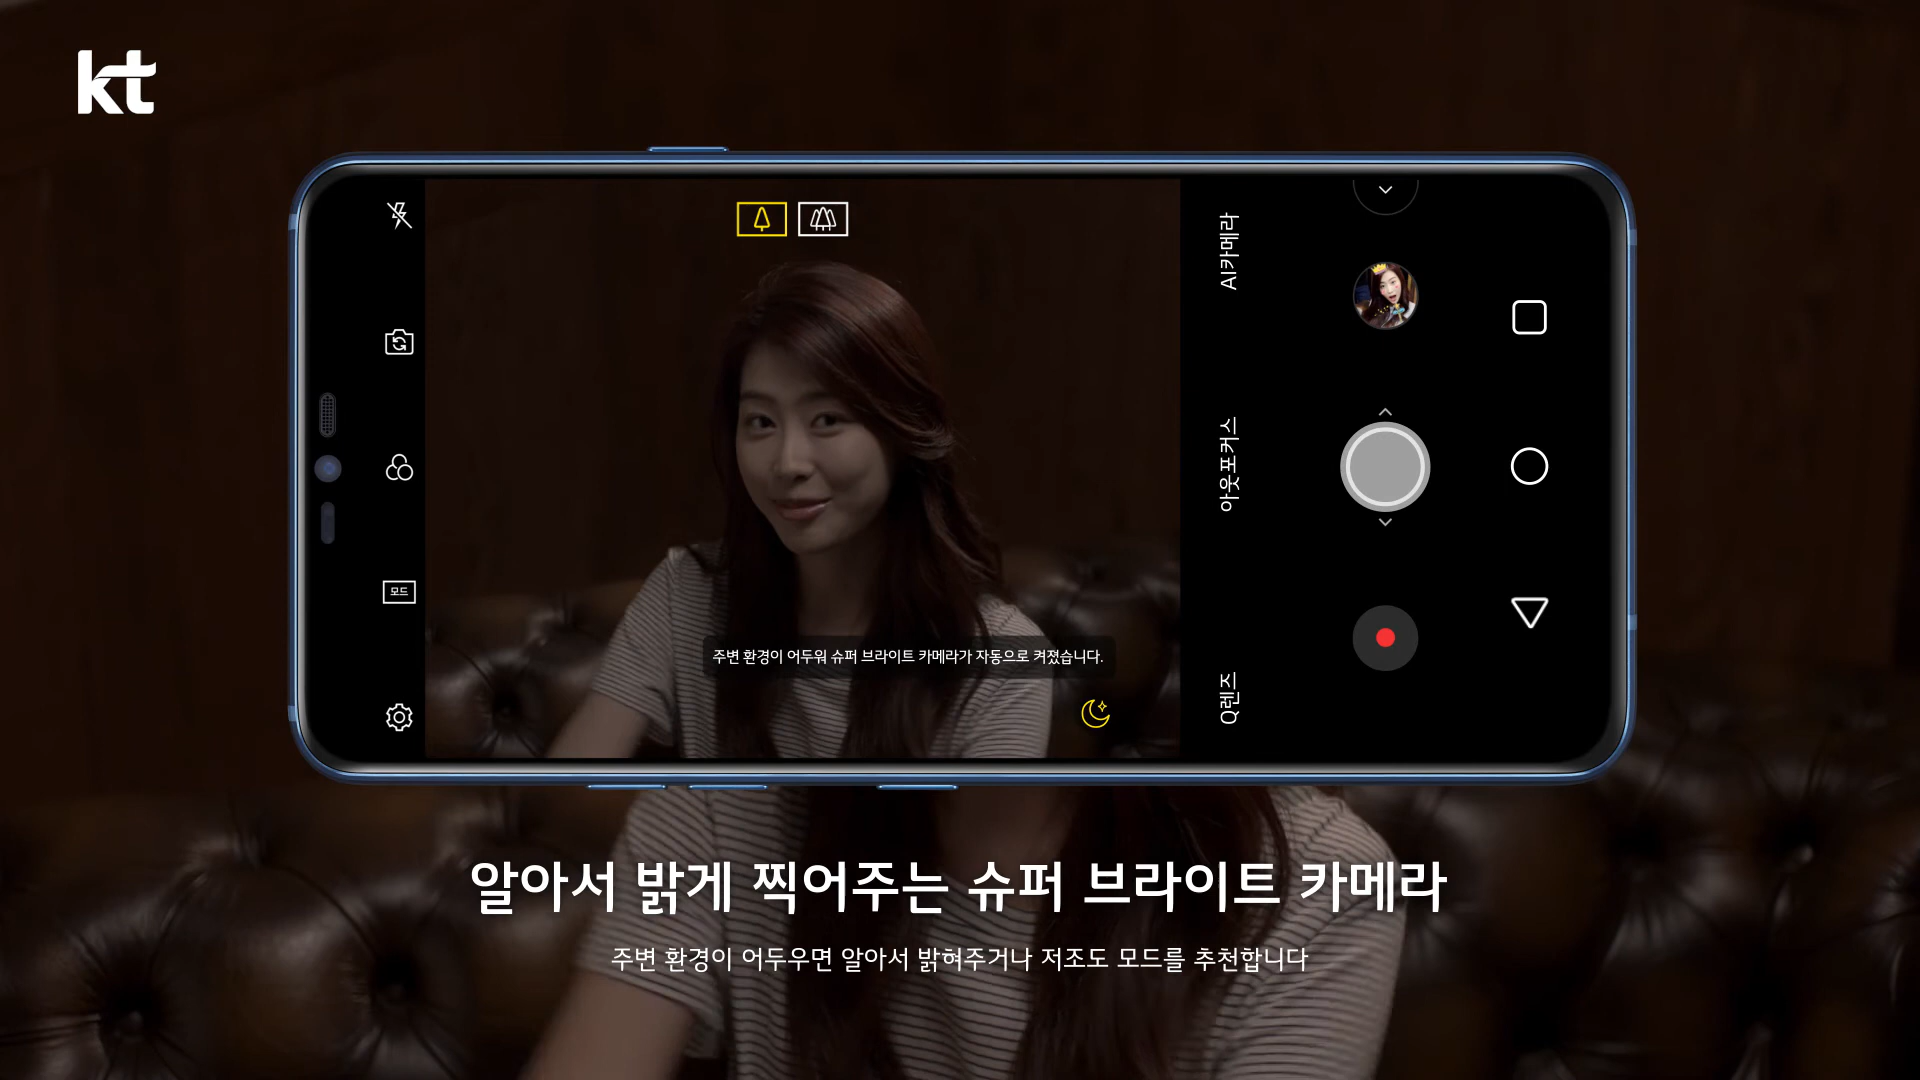 kt
모드
주변 환경이 어두워 슈퍼 브라이트 카메라가 자동으로 켜졌습니다.
AI카메라
아웃포커스
Q렌즈
알아서 밝게 찍어주는 슈퍼 브라이트 카메라
주변 환경이 어두우면 알아서 밝혀주거나 저조도 모드를 추천합니다